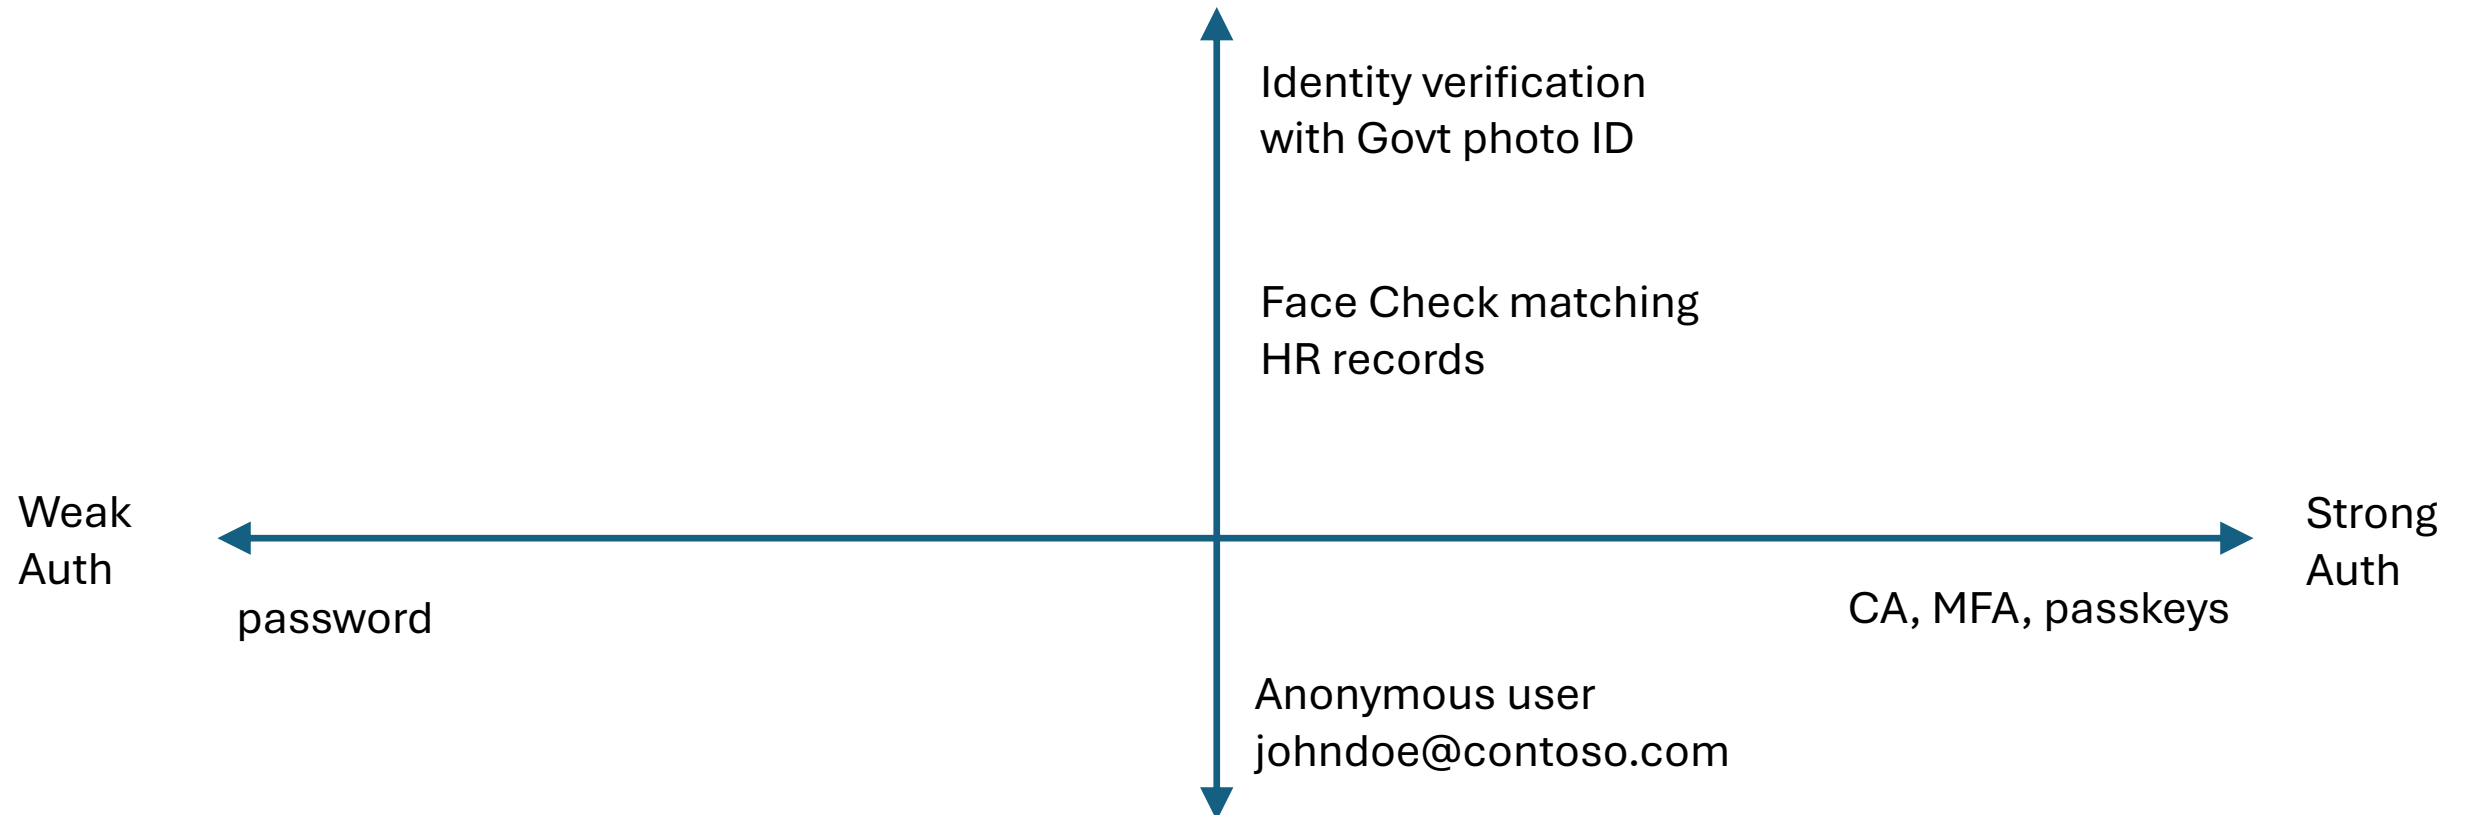 Identity verification
with Govt photo ID
Face Check matching
HR records
Weak
Auth
Strong
Auth
password
CA, MFA, passkeys
Anonymous user
johndoe@contoso.com